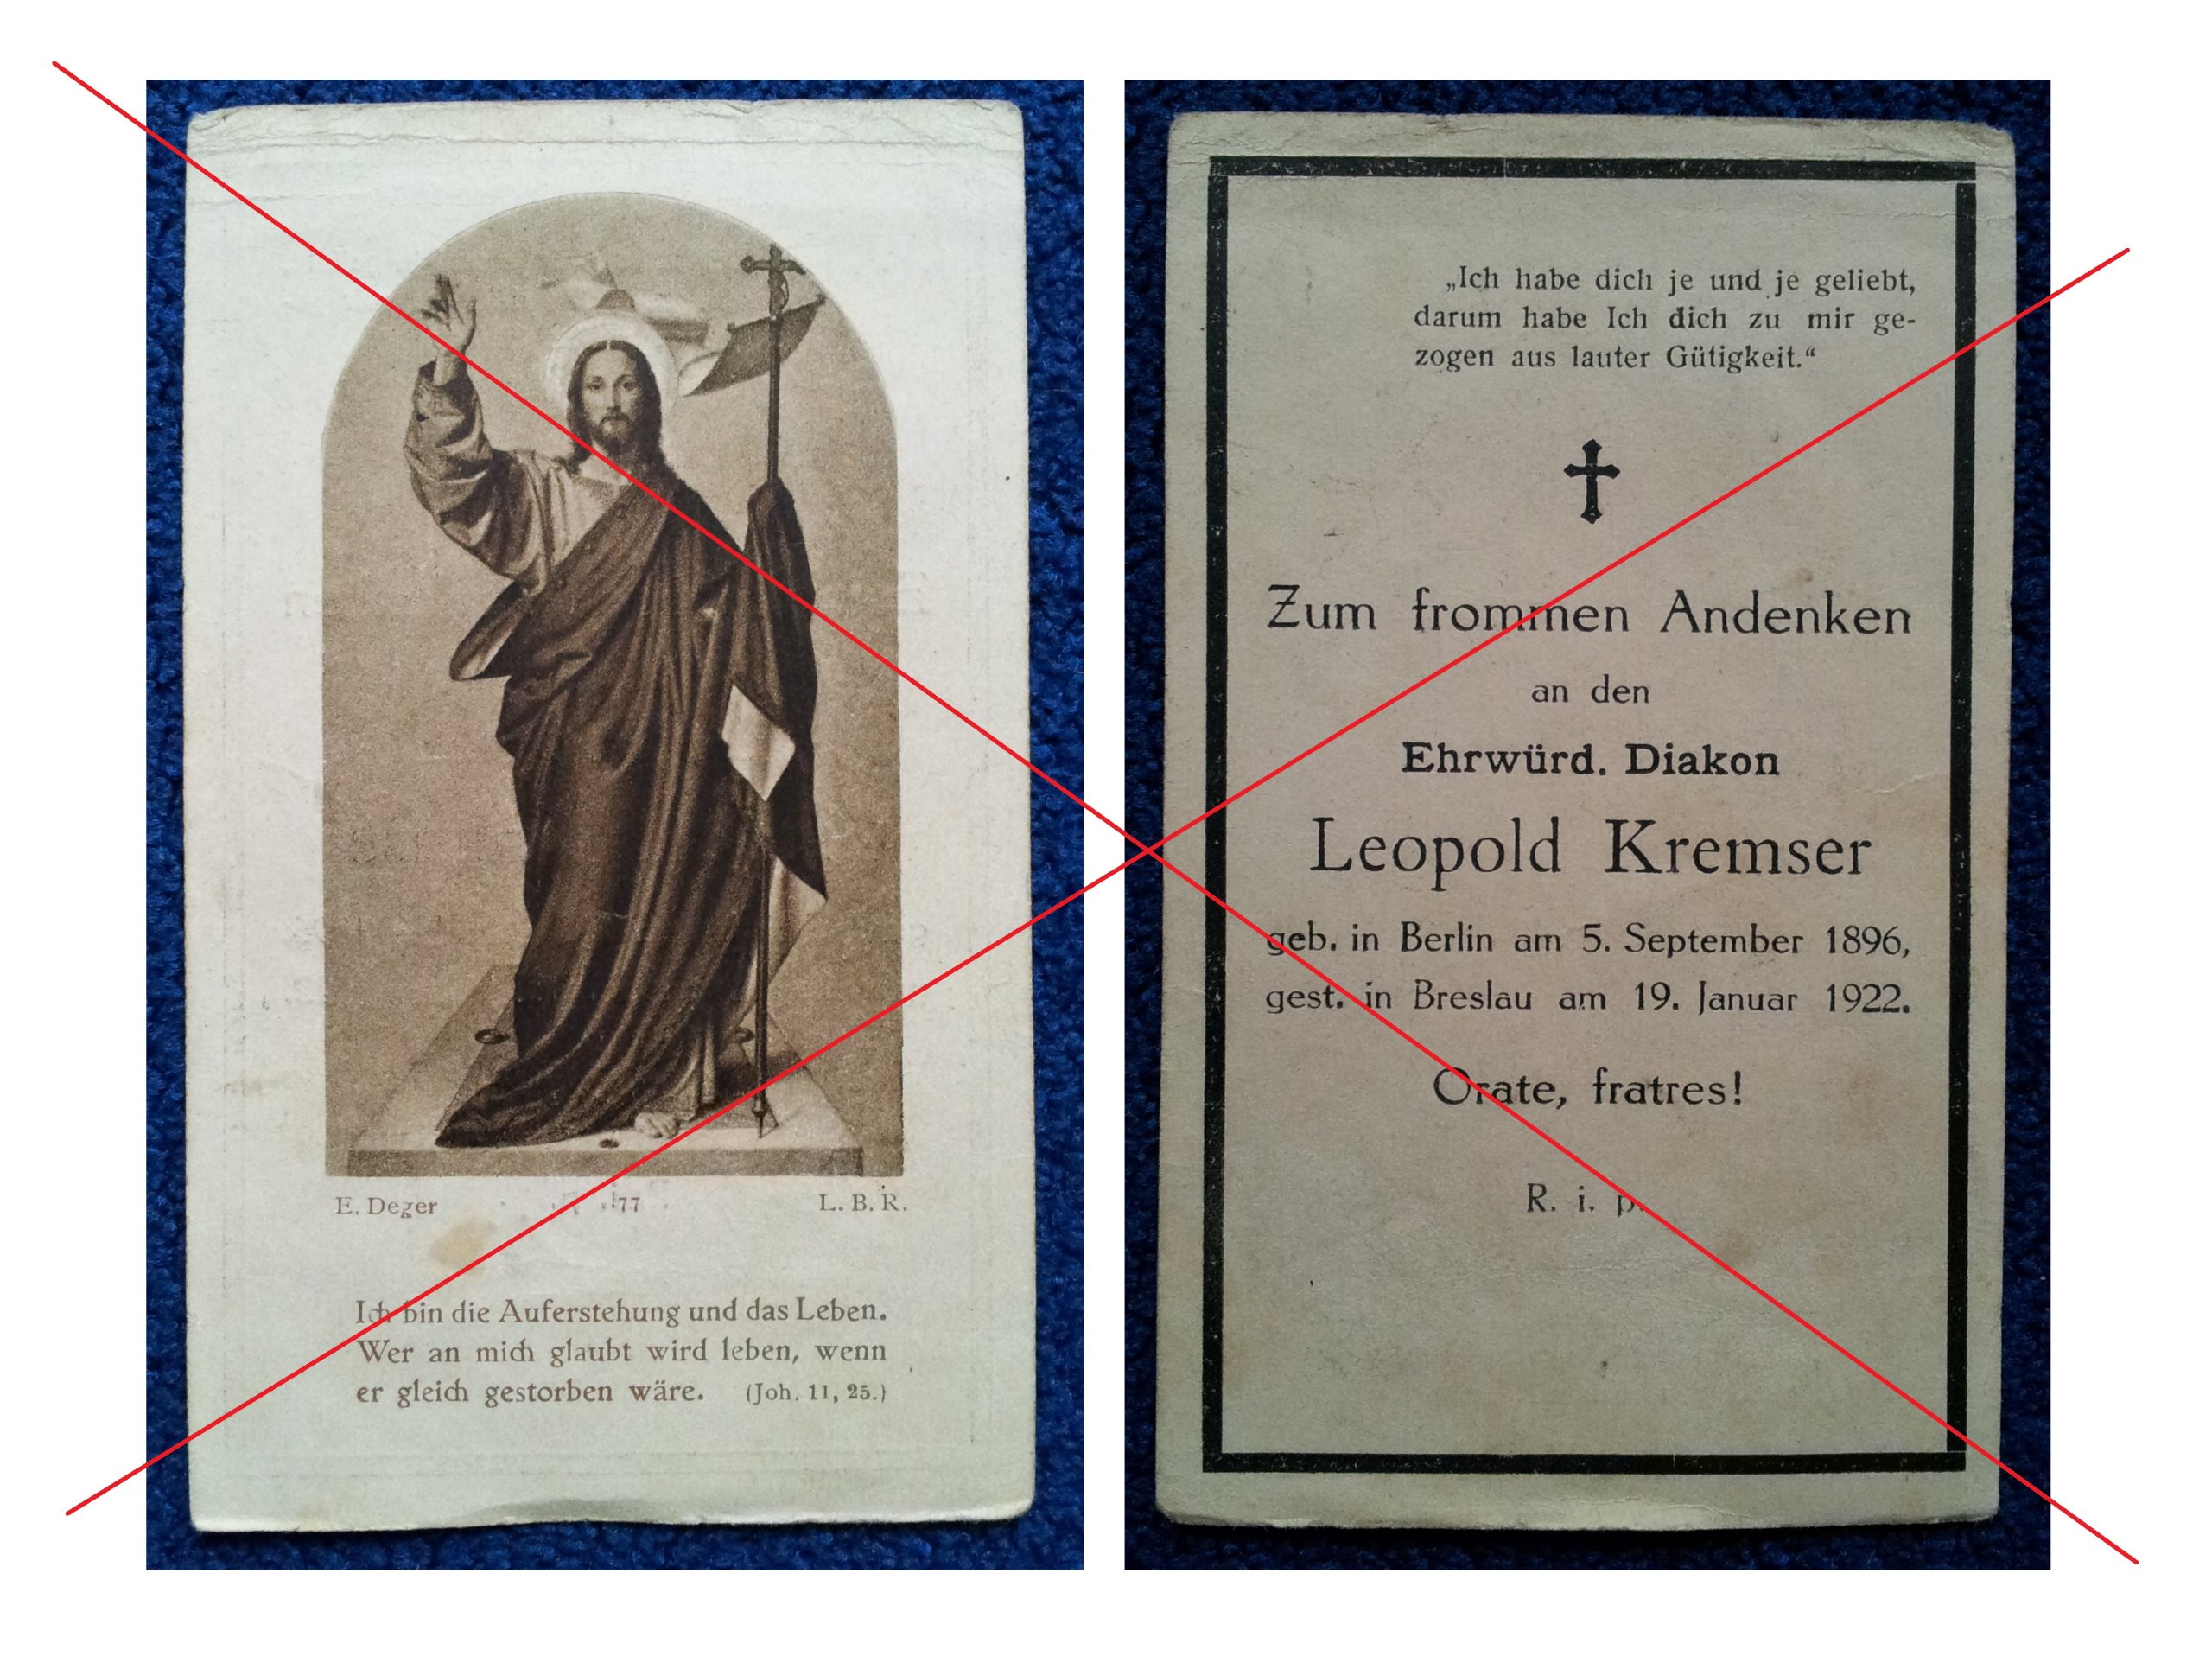 E. Deger 77 L. B. R.
Ich bin die Auferstehung und das Leben.
Wer an mich glaubt wird leben, wenn
er gleich gestorben wäre. (Joh. 11, 25.)
„Ich habe dich je und je geliebt,
darum habe Ich dich zu mir ge-
zogen aus lauter Gütigkeit.“
Zum frommen Andenken
an den
Ehrwürd. Diakon
Leopold Kremser
geb. in Berlin am 5. September 1896,
gest. in Breslau am 19. Januar 1922.
Orate, fratres!
R. i. p.